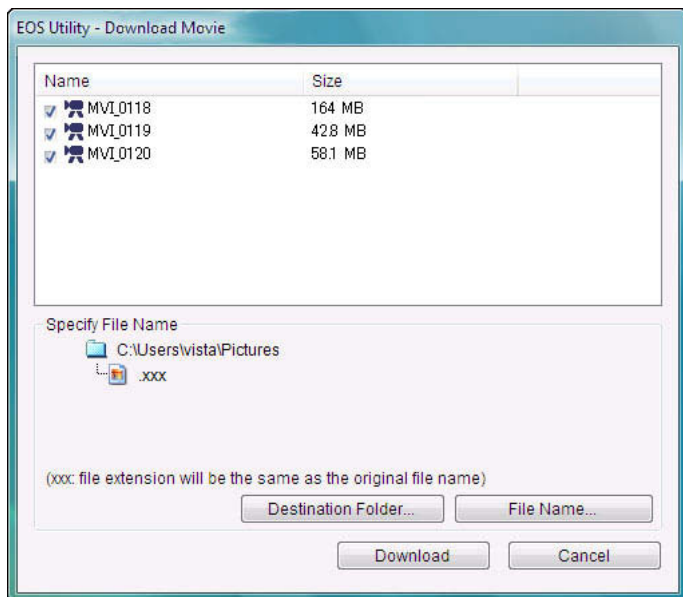 EOS Utility - Download Movie
Name Size
MVI_0118 164 MB
MVI_0119 42.8 MB
MVI_0120 58.1 MB
Specify File Name
C:\Users\vista\Pictures
.xxx
(xxx: file extension will be the same as the original file name)
Destination Folder... File Name...
Download Cancel